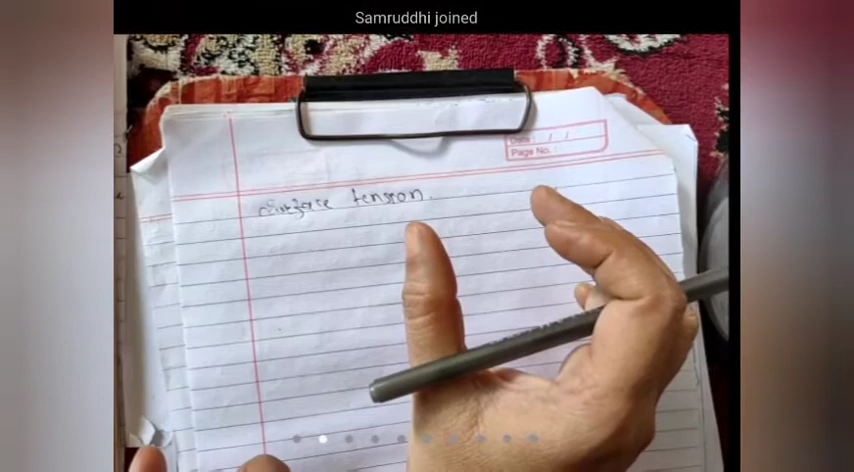 Samruddhi joined
Date: / /
Page No.
Surface tension.